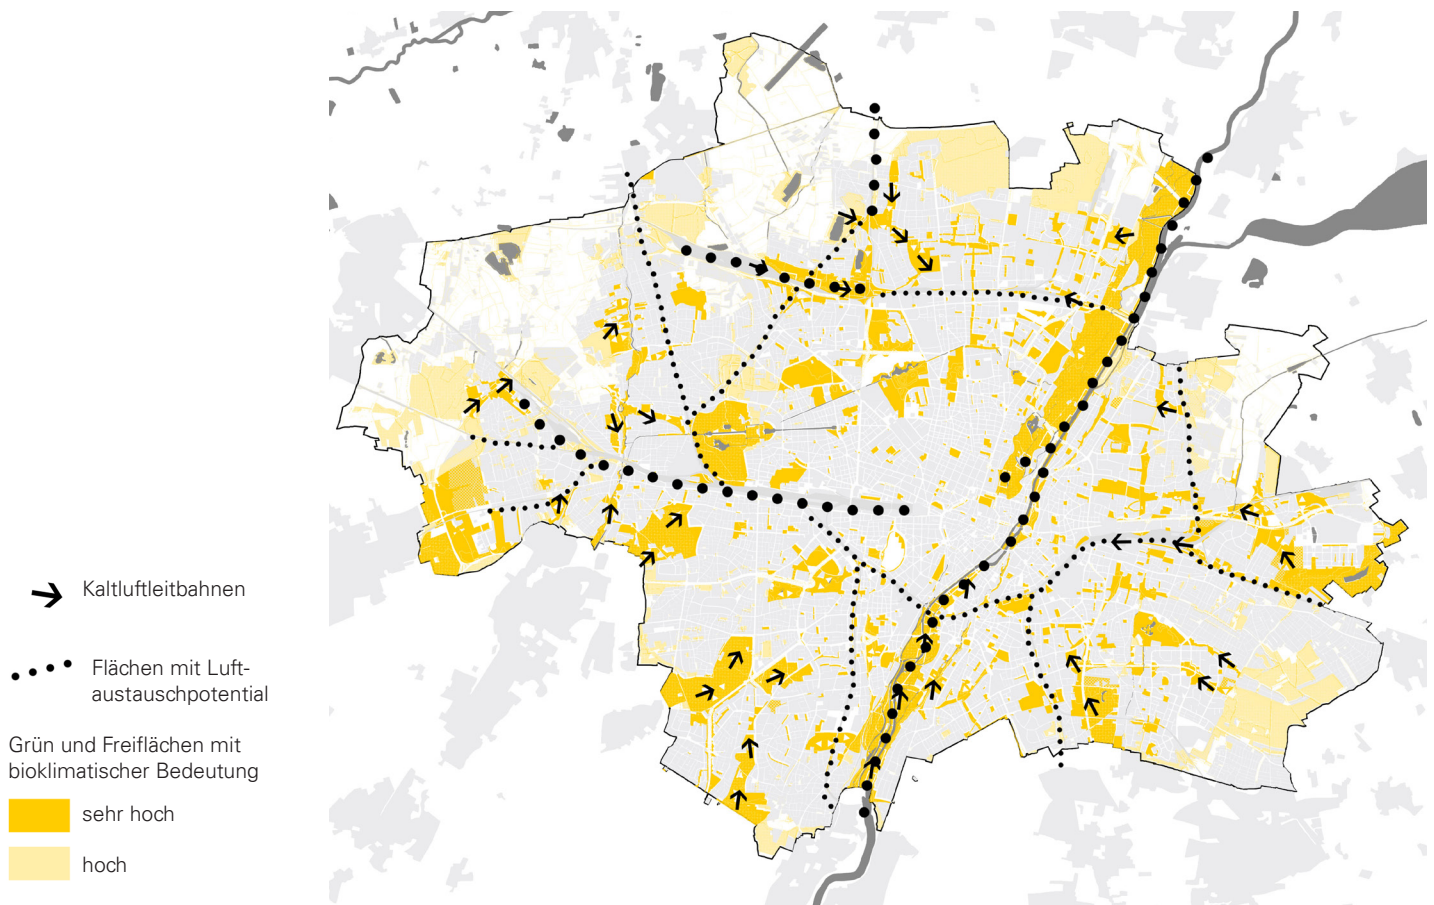 Kaltluftleitbahnen
Flächen mit Luft-
austauschpotential
Grün und Freiflächen mit
bioklimatischer Bedeutung
sehr hoch
hoch